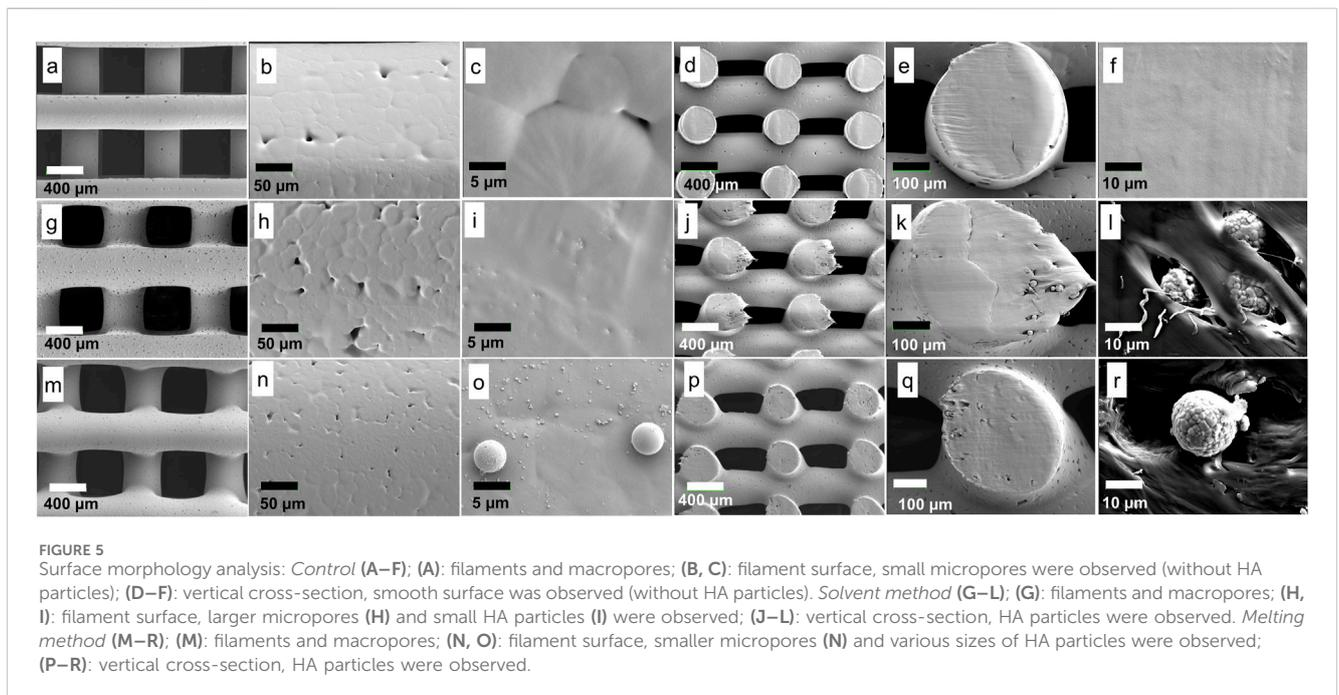 a b c d e f
400 µm 50 µm 5 µm 400 µm 100 µm 10 µm
g h i j k l
400 µm 50 µm 5 µm 400 µm 100 µm 10 µm
m n o p q r
400 µm 50 µm 5 µm 400 µm 100 µm 10 µm
FIGURE 5
Surface morphology analysis: Control (A–F); (A): filaments and macropores; (B, C): filament surface, small micropores were observed (without HA
particles); (D–F): vertical cross-section, smooth surface was observed (without HA particles). Solvent method (G–L); (G): filaments and macropores; (H,
I): filament surface, larger micropores (H) and small HA particles (I) were observed; (J–L): vertical cross-section, HA particles were observed. Melting
method (M–R); (M): filaments and macropores; (N, O): filament surface, smaller micropores (N) and various sizes of HA particles were observed;
(P–R): vertical cross-section, HA particles were observed.